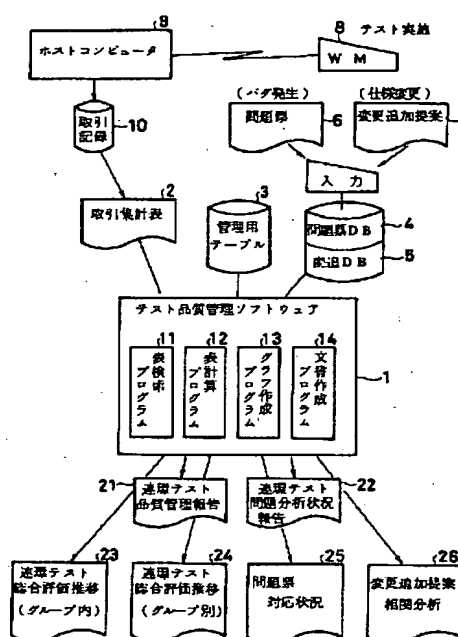 9
ホストコンピュータ
8 テスト実施
WM
取引
記録
10
(バグ発生)
問題票
6
(仕様変更)
変更追加提案
入力
2
取引集計表
3
管理用
テーブル
問題票DB
4
変追DB
5
テスト品質管理ソフトウェア
11
表検索
プログラム
12
表計算
プログラム
13
グラフ作成
プログラム
14
文書作成
プログラム
1
21
連環テスト
品質管理報告
連環テスト
問題分析状況
報告
22
23
連環テスト
総合評価推移
(グループ内)
24
連環テスト
総合評価推移
(グループ別)
25
問題票
対応状況
26
変更追加提案
相関分析